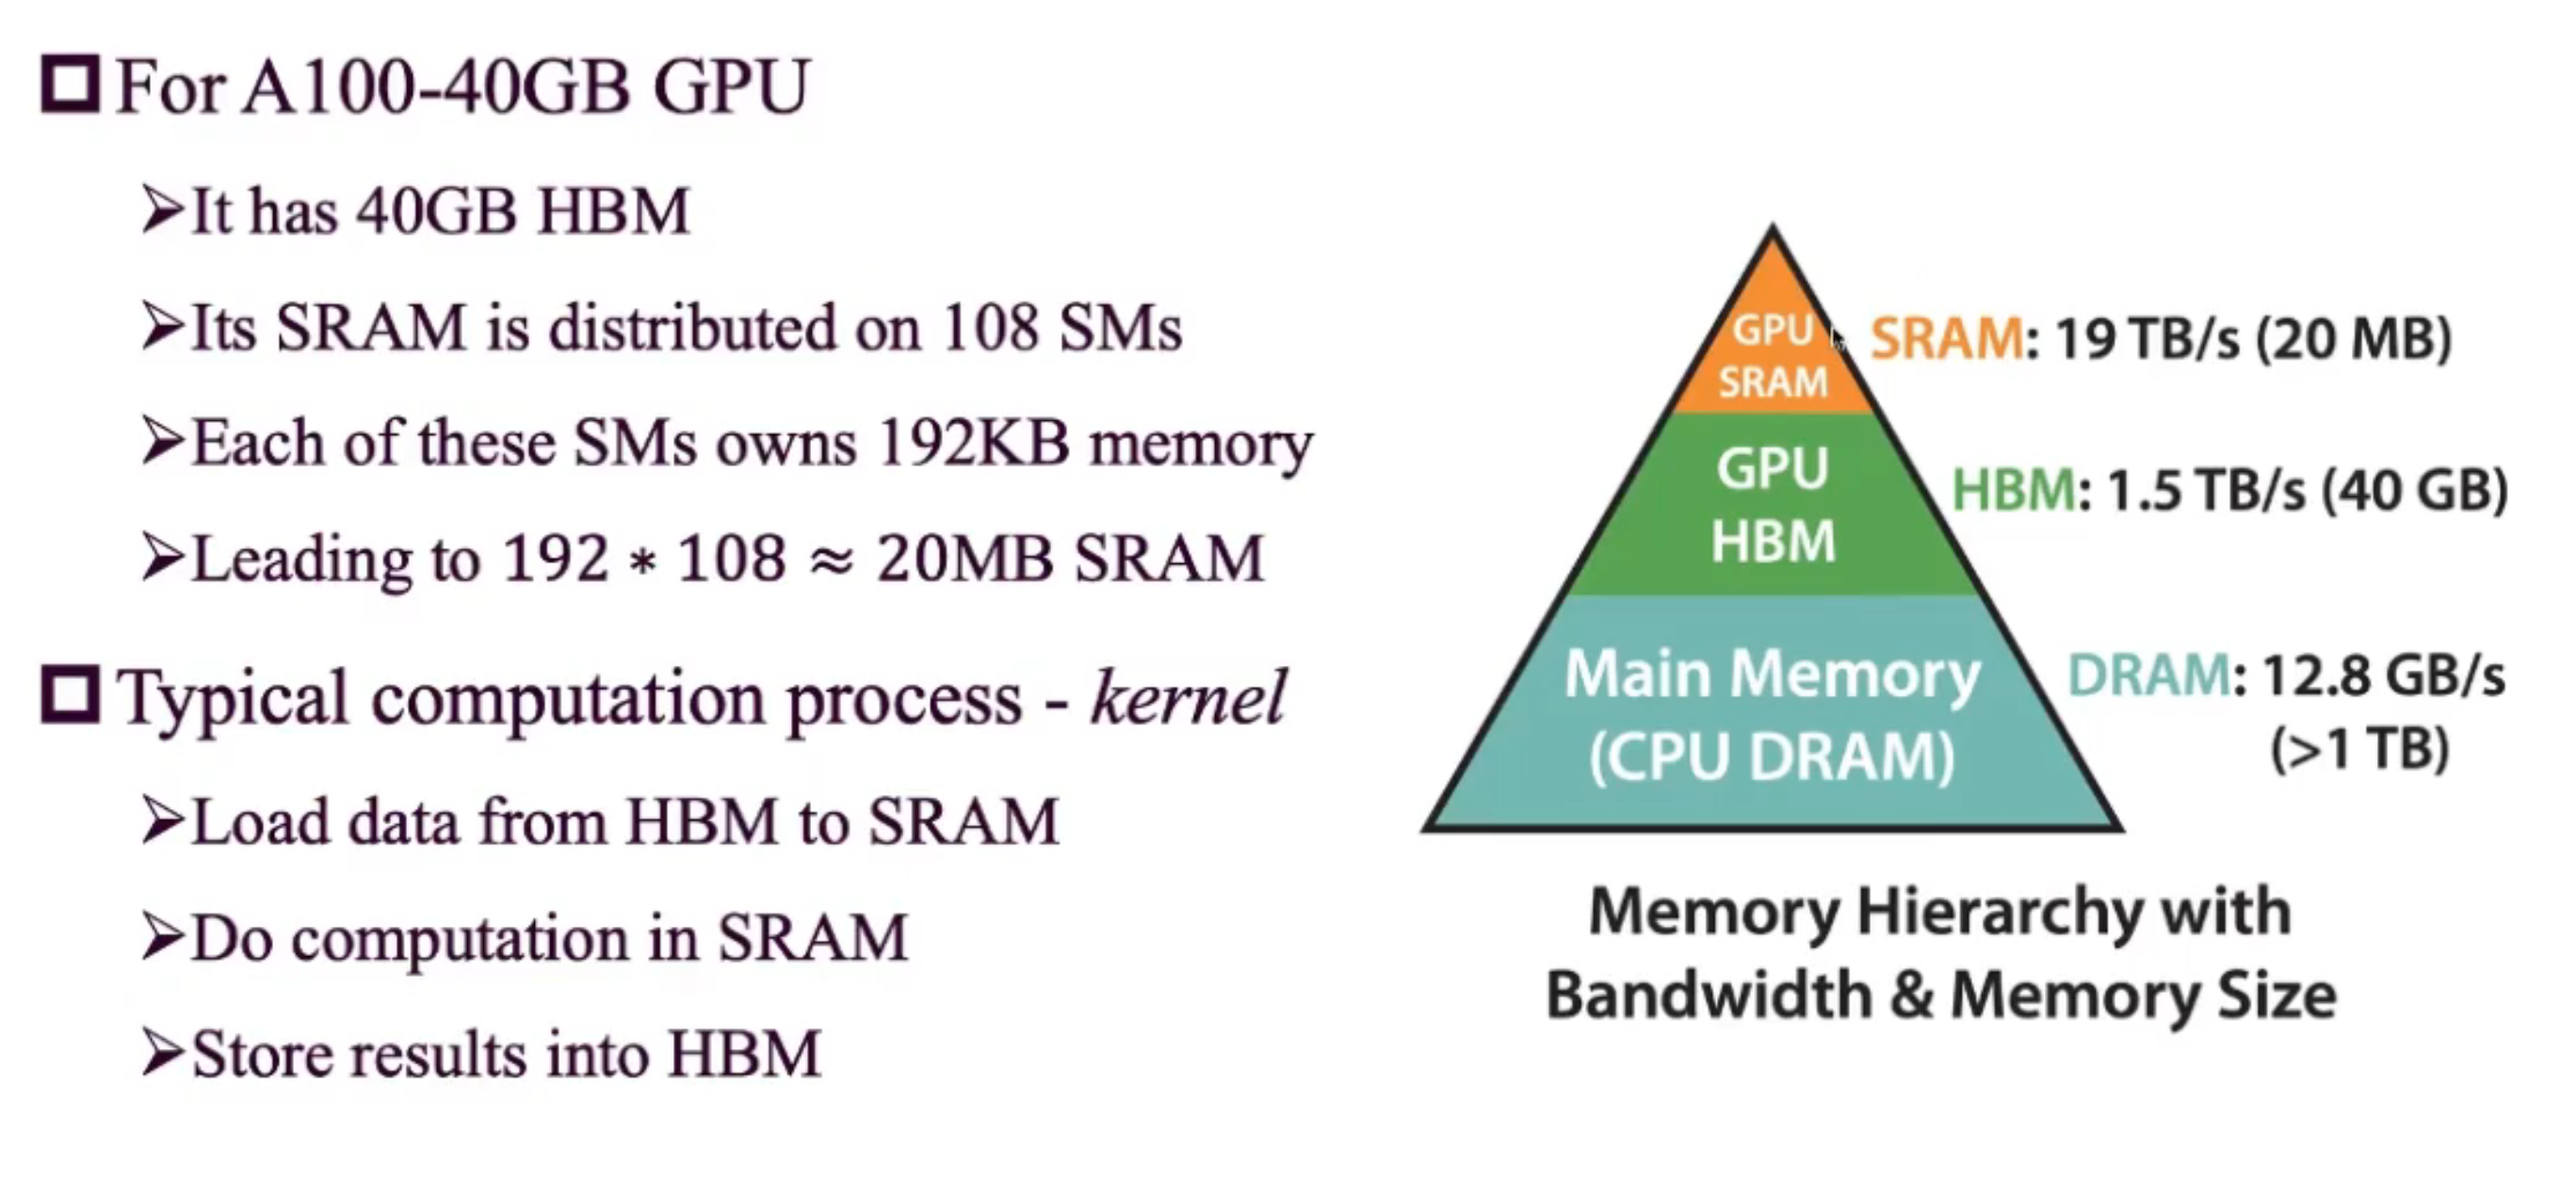 For A100-40GB GPU
It has 40GB HBM
Its SRAM is distributed on 108 SMs
Each of these SMs owns 192KB memory
Leading to 192 * 108 ≈ 20MB SRAM
Typical computation process - kernel
Load data from HBM to SRAM
Do computation in SRAM
Store results into HBM
GPU
SRAM
SRAM: 19 TB/s (20 MB)
GPU
HBM
HBM: 1.5 TB/s (40 GB)
Main Memory
(CPU DRAM)
DRAM: 12.8 GB/s
(>1 TB)
Memory Hierarchy with
Bandwidth & Memory Size